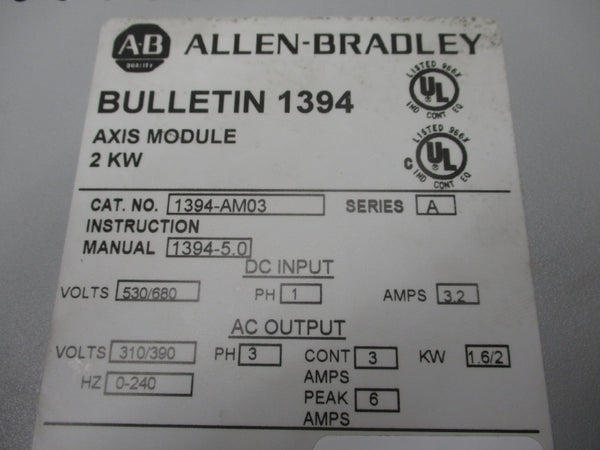 A-B
QUALITY
ALLEN-BRADLEY
BULLETIN 1394
AXIS MODULE
2 KW
LISTED 966X
UL
IND CONT EQ
LISTED 966X
C UL
IND CONT EQ
CAT. NO. 1394-AM03 SERIES A
INSTRUCTION
MANUAL 1394-5.0
DC INPUT
VOLTS 530/680 PH 1 AMPS 3.2
AC OUTPUT
VOLTS 310/390 PH 3 CONT 3 KW 1.6/2
HZ 0-240 AMPS
PEAK 6
AMPS